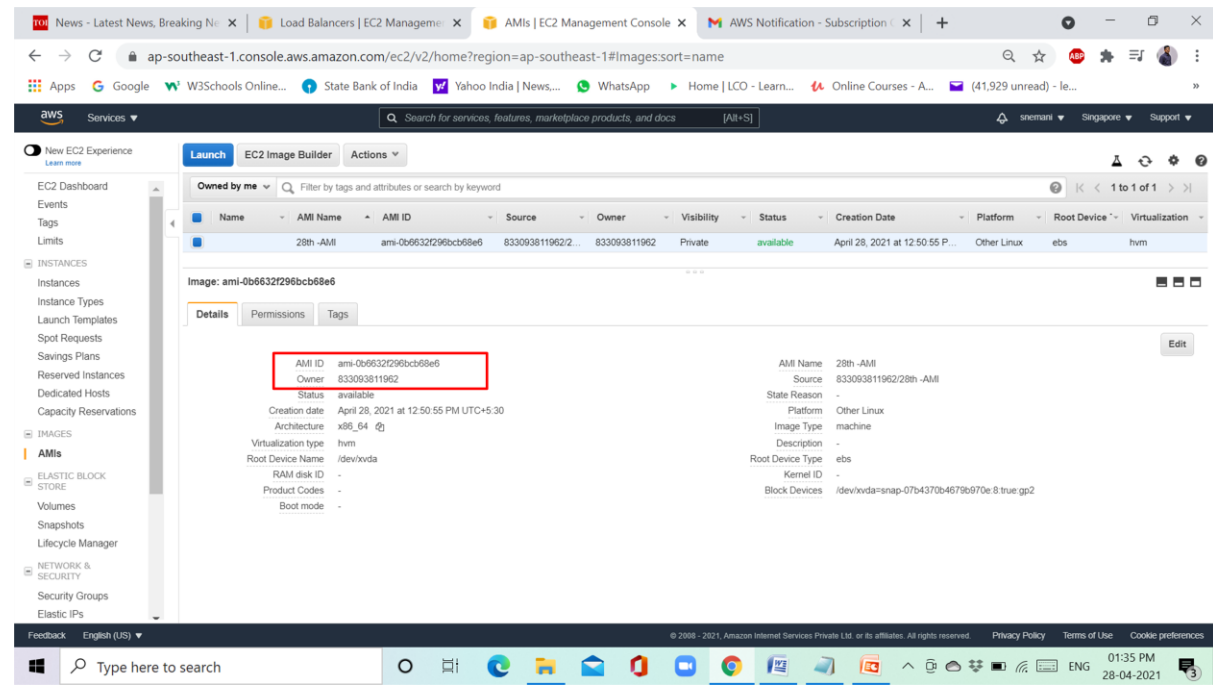 News - Latest News, Breaking Ne
Load Balancers | EC2 Managemen
AMIs | EC2 Management Console
AWS Notification - Subscription C
ap-southeast-1.console.aws.amazon.com/ec2/v2/home?region=ap-southeast-1#Images:sort=name
Apps Google W3Schools Online... State Bank of India Yahoo India | News,... WhatsApp Home | LCO - Learn... Online Courses - A... (41,929 unread) - le... »
aws Services Search for services, features, marketplace products, and docs [Alt+S] snemani Singapore Support
New EC2 Experience
Learn more
Launch EC2 Image Builder Actions
EC2 Dashboard
Events
Tags
Limits
INSTANCES
Instances
Instance Types
Launch Templates
Spot Requests
Savings Plans
Reserved Instances
Dedicated Hosts
Capacity Reservations
IMAGES
AMIs
ELASTIC BLOCK
STORE
Volumes
Snapshots
Lifecycle Manager
NETWORK &
SECURITY
Security Groups
Elastic IPs
Owned by me Filter by tags and attributes or search by keyword 1 to 1 of 1
Name AMI Name AMI ID Source Owner Visibility Status Creation Date Platform Root Device Virtualization
28th -AMI ami-0b6632f296bcb68e6 833093811962/2... 833093811962 Private available April 28, 2021 at 12:50:55 P... Other Linux ebs hvm
Image: ami-0b6632f296bcb68e6
Details Permissions Tags
Edit
AMI ID ami-0b6632f296bcb68e6
Owner 833093811962
Status available
Creation date April 28, 2021 at 12:50:55 PM UTC+5:30
Architecture x86_64
Virtualization type hvm
Root Device Name /dev/xvda
RAM disk ID -
Product Codes -
Boot mode -
AMI Name 28th -AMI
Source 833093811962/28th -AMI
State Reason -
Platform Other Linux
Image Type machine
Description -
Root Device Type ebs
Kernel ID -
Block Devices /dev/xvda=snap-07b4370b4679b970e:8:true:gp2
Feedback English (US) © 2008 - 2021, Amazon Internet Services Private Ltd. or its affiliates. All rights reserved. Privacy Policy Terms of Use Cookie preferences
Type here to search ENG 01:35 PM
28-04-2021 3